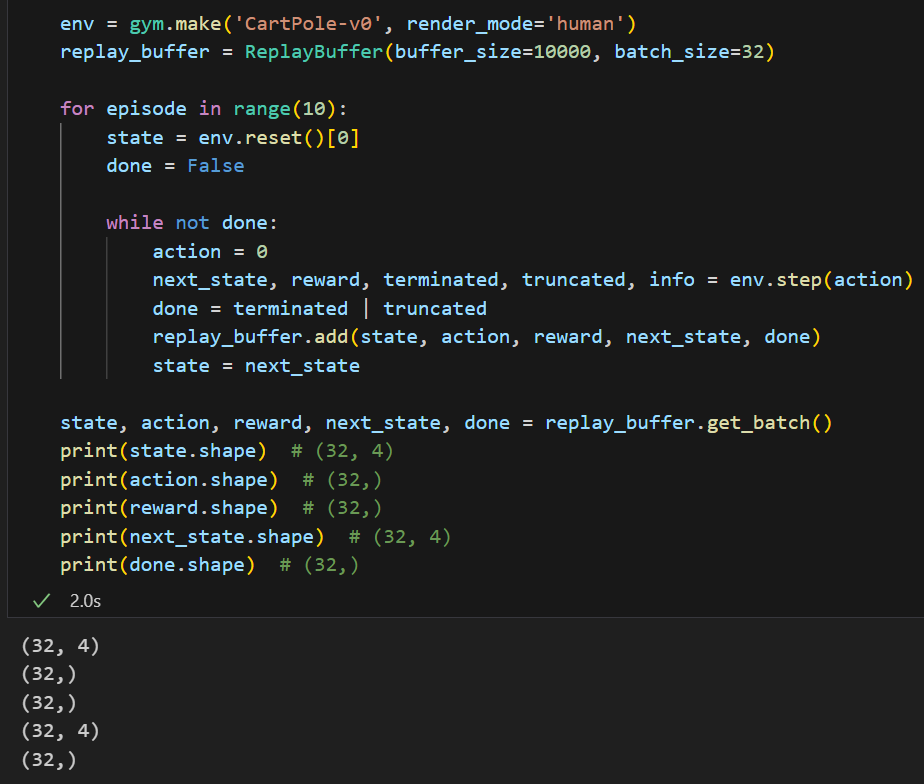 env = gym.make('CartPole-v0', render_mode='human')
replay_buffer = ReplayBuffer(buffer_size=10000, batch_size=32)
for episode in range(10):
    state = env.reset()[0]
    done = False
    while not done:
        action = 0
        next_state, reward, terminated, truncated, info = env.step(action)
        done = terminated | truncated
        replay_buffer.add(state, action, reward, next_state, done)
        state = next_state
state, action, reward, next_state, done = replay_buffer.get_batch()
print(state.shape)  # (32, 4)
print(action.shape)  # (32,)
print(reward.shape)  # (32,)
print(next_state.shape)  # (32, 4)
print(done.shape)  # (32,)
2.0s
(32, 4)
(32,)
(32,)
(32, 4)
(32,)